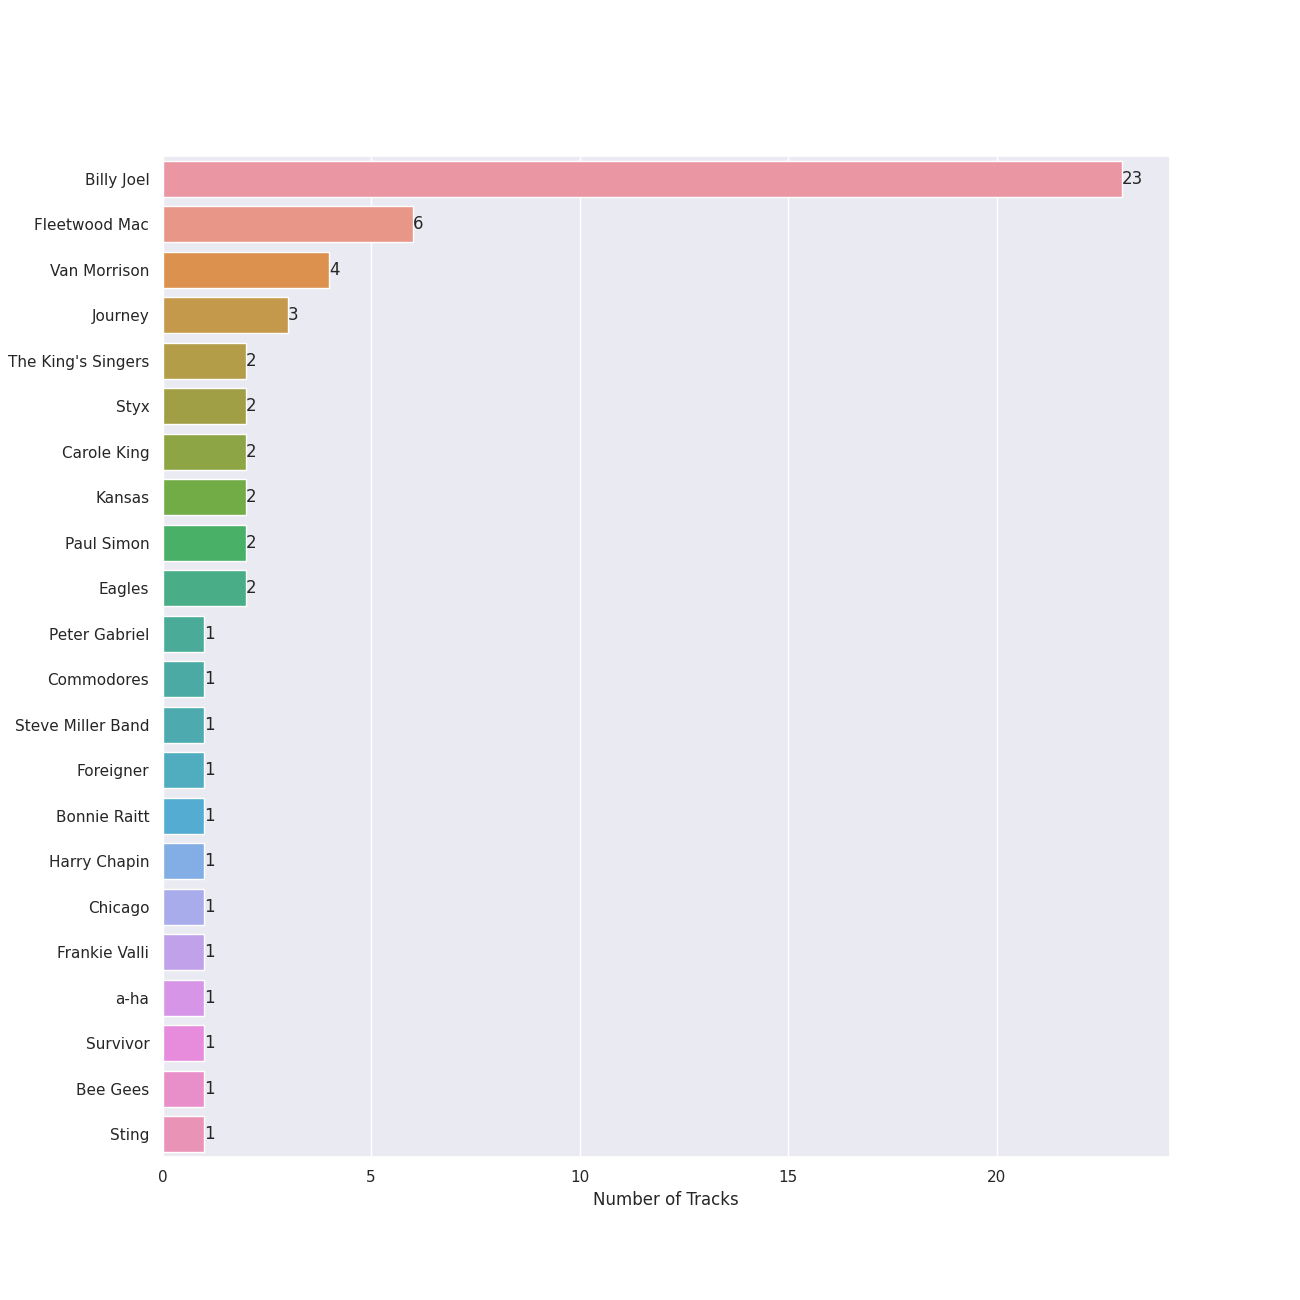 Billy Joel 23
Fleetwood Mac 6
Van Morrison 4
Journey 3
The King's Singers 2
Styx 2
Carole King 2
Kansas 2
Paul Simon 2
Eagles 2
Peter Gabriel 1
Commodores 1
Steve Miller Band 1
Foreigner 1
Bonnie Raitt 1
Harry Chapin 1
Chicago 1
Frankie Valli 1
a-ha 1
Survivor 1
Bee Gees 1
Sting 1
0 5 10 15 20
Number of Tracks